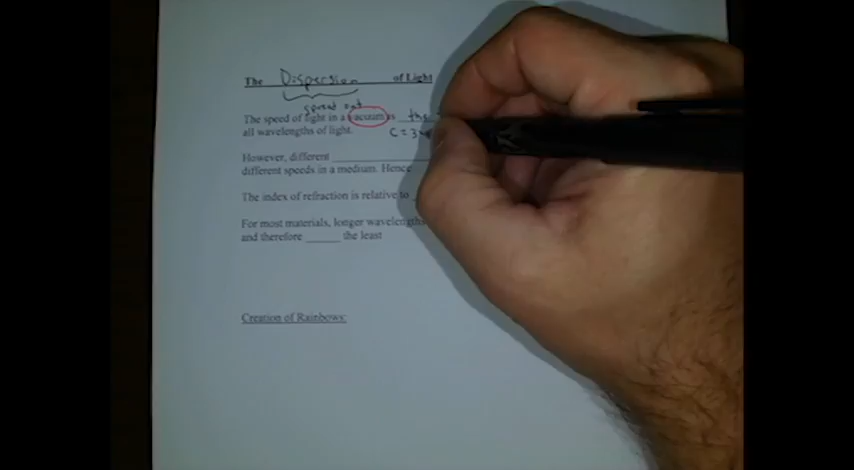 The Dispersion of Light
spread out
The speed of light in a vacuum is the
all wavelengths of light. c = 3
However, different
different speeds in a medium. Hence
The index of refraction is relative to
For most materials, longer wavelengths
and therefore ______ the least
Creation of Rainbows: